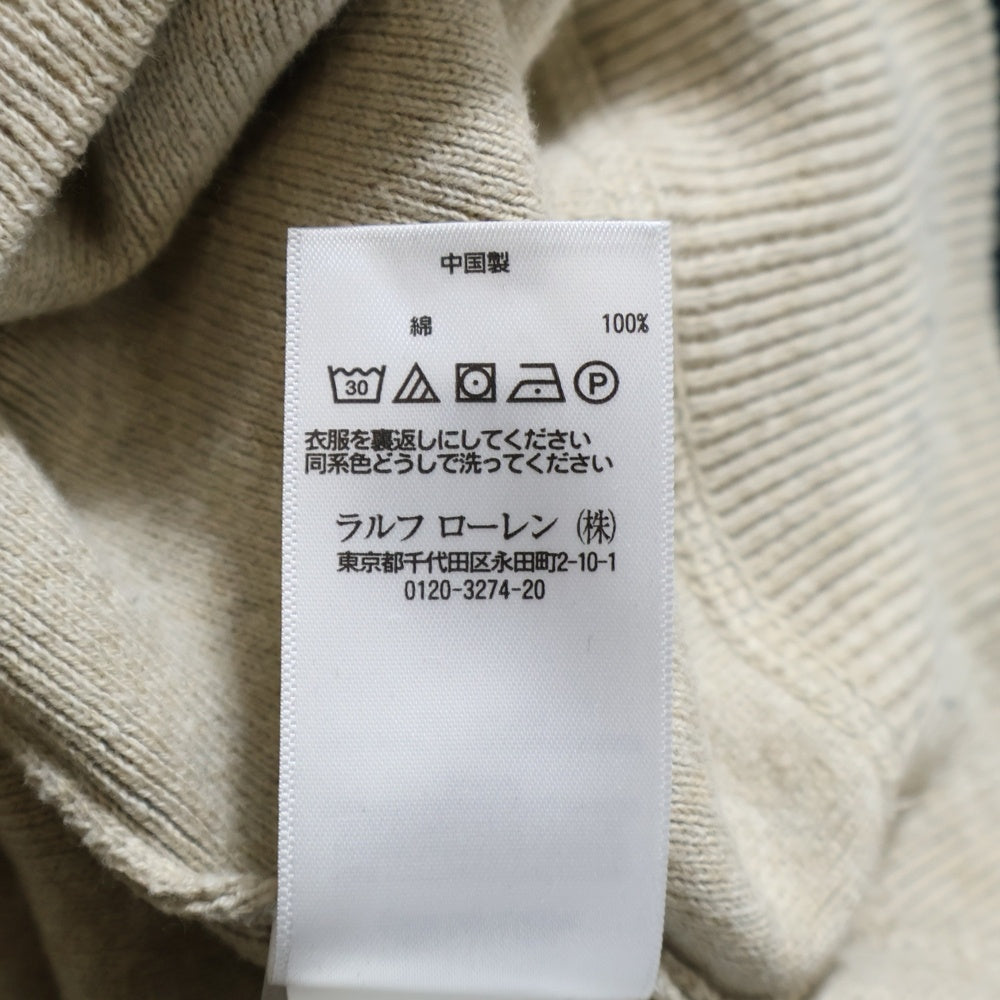 中国製
綿 100%
30 P
衣服を裏返しにしてください
同系色どうしで洗ってください
ラルフ ローレン ㈱
東京都千代田区永田町2-10-1
0120-3274-20